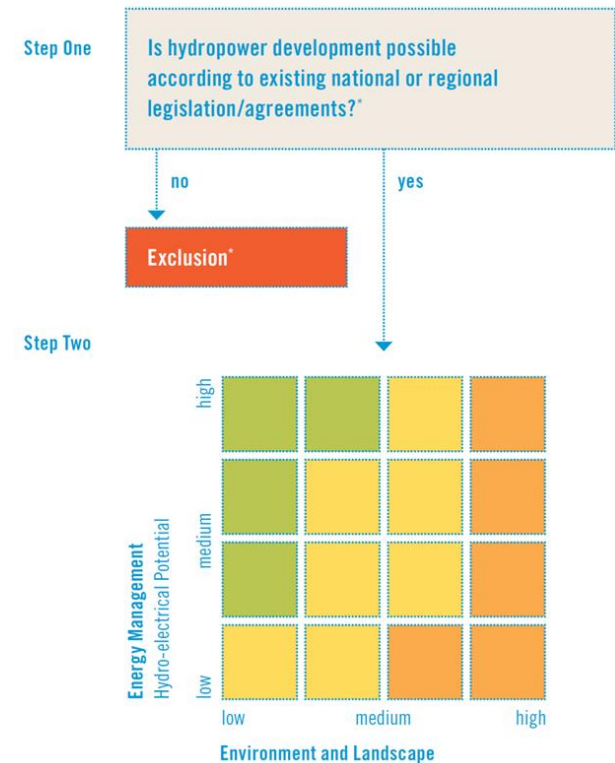 Step One
Is hydropower development possible
according to existing national or regional
legislation/agreements?*
no
yes
Exclusion*
Step Two
high
medium
low
Energy Management
Hydro-electrical Potential
low
medium
high
Environment and Landscape